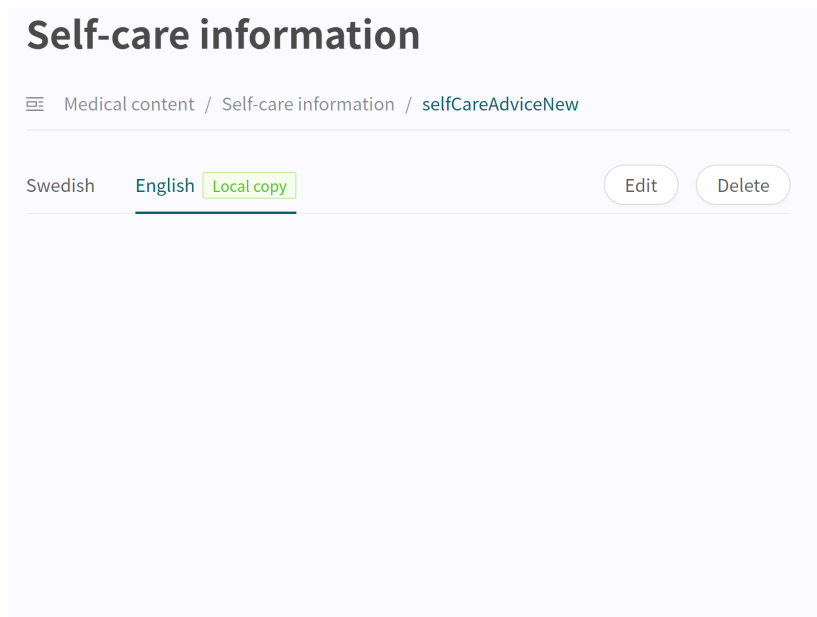 Self-care information
Medical content / Self-care information / selfCareAdviceNew
Swedish English Local copy Edit Delete